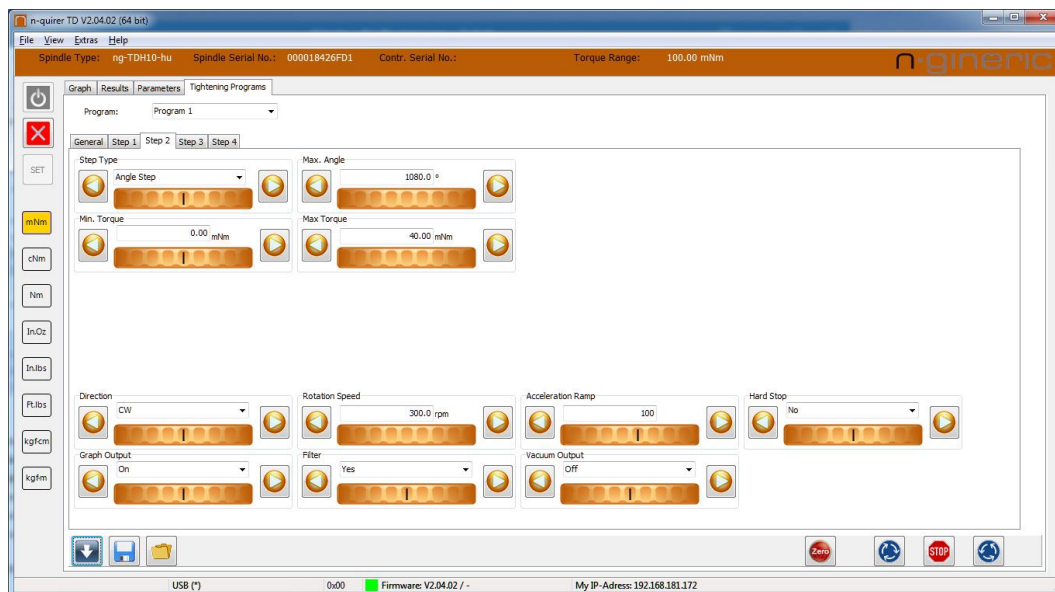 n-quirer TD V2.04.02 (64 bit)
File View Extras Help
Spindle Type: ng-TDH10-hu Spindle Serial No.: 000018426FD1 Contr. Serial No.: Torque Range: 100.00 mNm
n-gineric
Graph Results Parameters Tightening Programs
Program: Program 1
General Step 1 Step 2 Step 3 Step 4
SET
Step Type Max. Angle
Angle Step 1080.0 °
Min. Torque Max Torque
0.00 mNm 40.00 mNm
mNm
cNm
Nm
In.Oz
In.lbs
Ft.lbs
kgfcm
kgfm
Direction Rotation Speed Acceleration Ramp Hard Stop
CW 300.0 rpm 100 No
Graph Output Filter Vacuum Output
On Yes Off
Zero STOP
USB (*) 0x00 Firmware: V2.04.02 / - My IP-Adress: 192.168.181.172